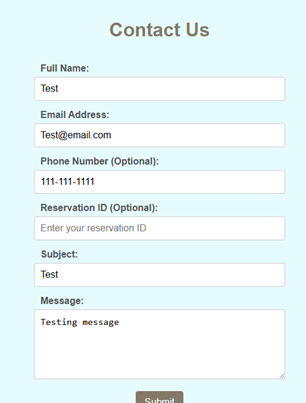 Contact Us
Full Name:
Test
Email Address:
Test@email.com
Phone Number (Optional):
111-111-1111
Reservation ID (Optional):
Enter your reservation ID
Subject:
Test
Message:
Testing message
Submit